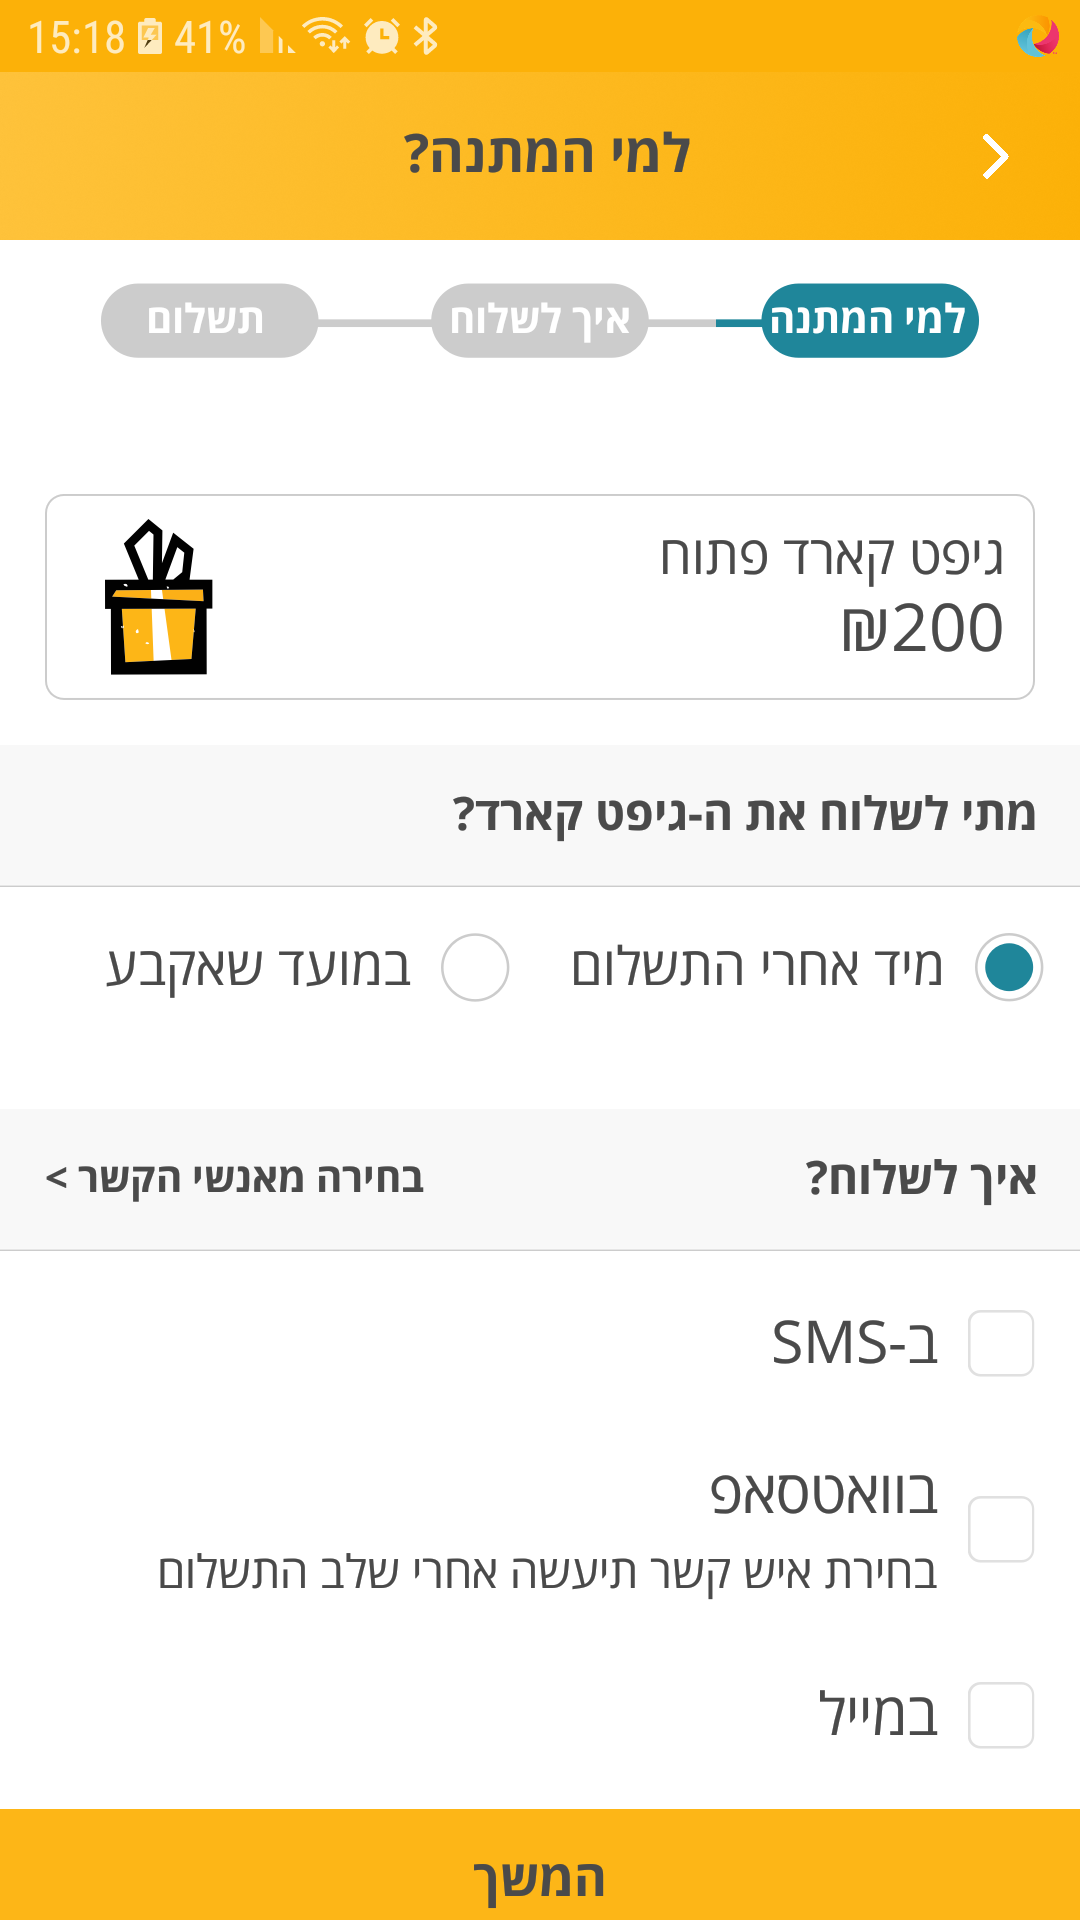 15:18 41%
למי המתנה?
למי המתנה
איך לשלוח
תשלום
גיפט קארד פתוח
₪200
מתי לשלוח את ה-גיפט קארד?
מיד אחרי התשלום
במועד שאקבע
איך לשלוח?
בחירה מאנשי הקשר >
ב-SMS
בוואטסאפ
בחירת איש קשר תיעשה אחרי שלב התשלום
במייל
המשך